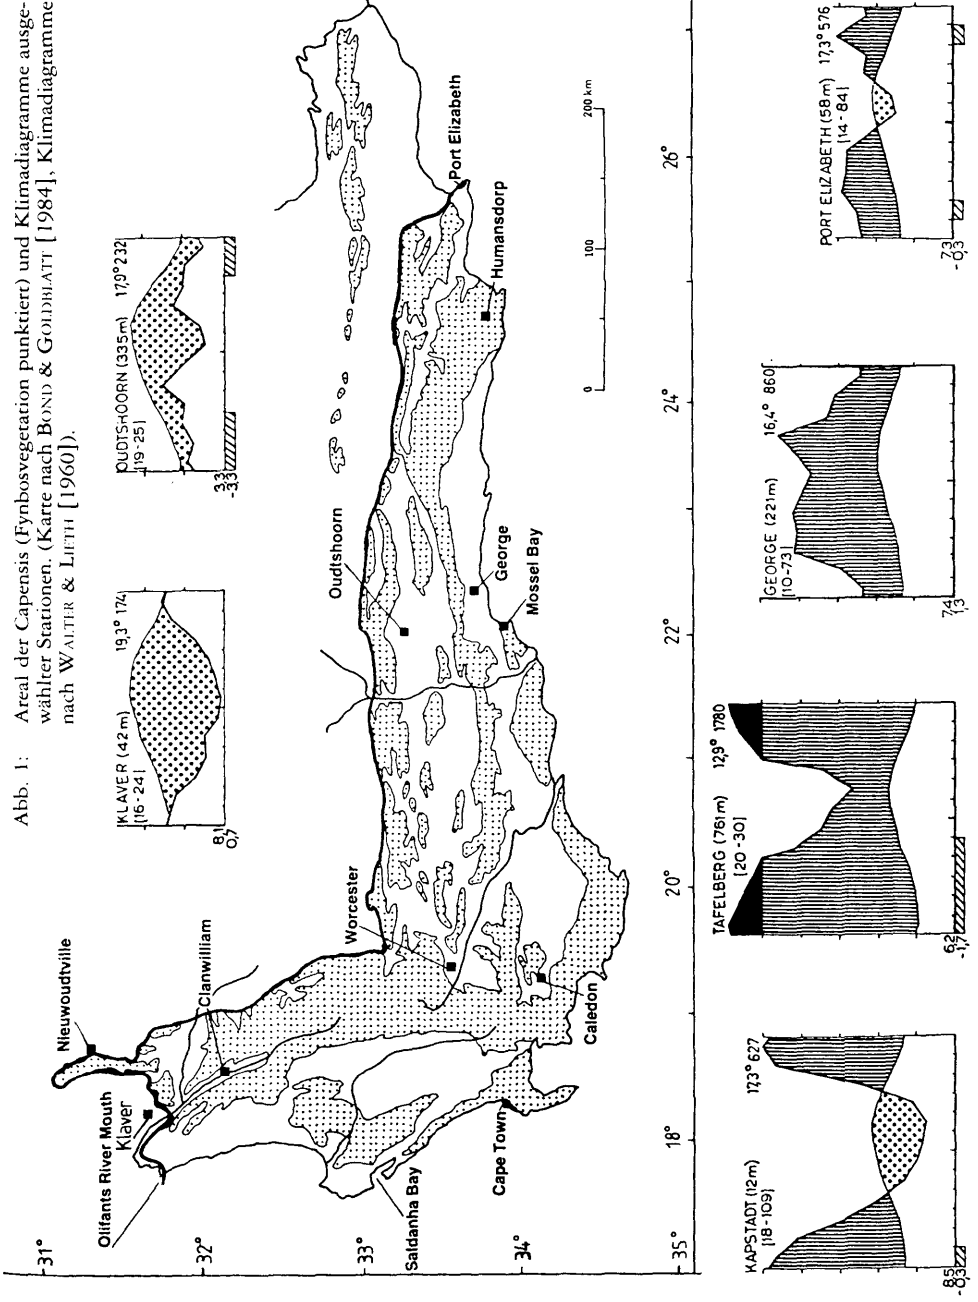 Abb. 1: Areal der Capensis (Fynbosvegetation punktiert) und Klimadiagramme ausge-
wählter Stationen. (Karte nach BOND & GOLDBLATT [1984], Klimadiagramme
nach WALTER & LIETH [1960]).
KLAVER (42m) 19,3° 174
[16-24]
8,1
0,7
OUDTSHOORN (335m) 17,9° 232
[19-25]
3,3
-3,3
31°
32°
33°
34°
35°
Nieuwoudtville
Olifants River Mouth
Klaver
Clanwilliam
Saldanha Bay
Cape Town
Worcester
Caledon
Oudtshoorn
George
Mossel Bay
Humansdorp
Port Elizabeth
0 100 200 km
18° 20° 22° 24° 26°
KAPSTADT (12m) 17,3° 627
[18-109]
8,5
-0,3
TAFELBERG (761m) 12,9° 1780
[20-30]
6,2
-1,7
GEORGE (221m) 16,4° 860
[10-73]
7,4
1,3
PORT ELIZABETH (58m) 17,3° 576
[14-84]
7,3
-0,3